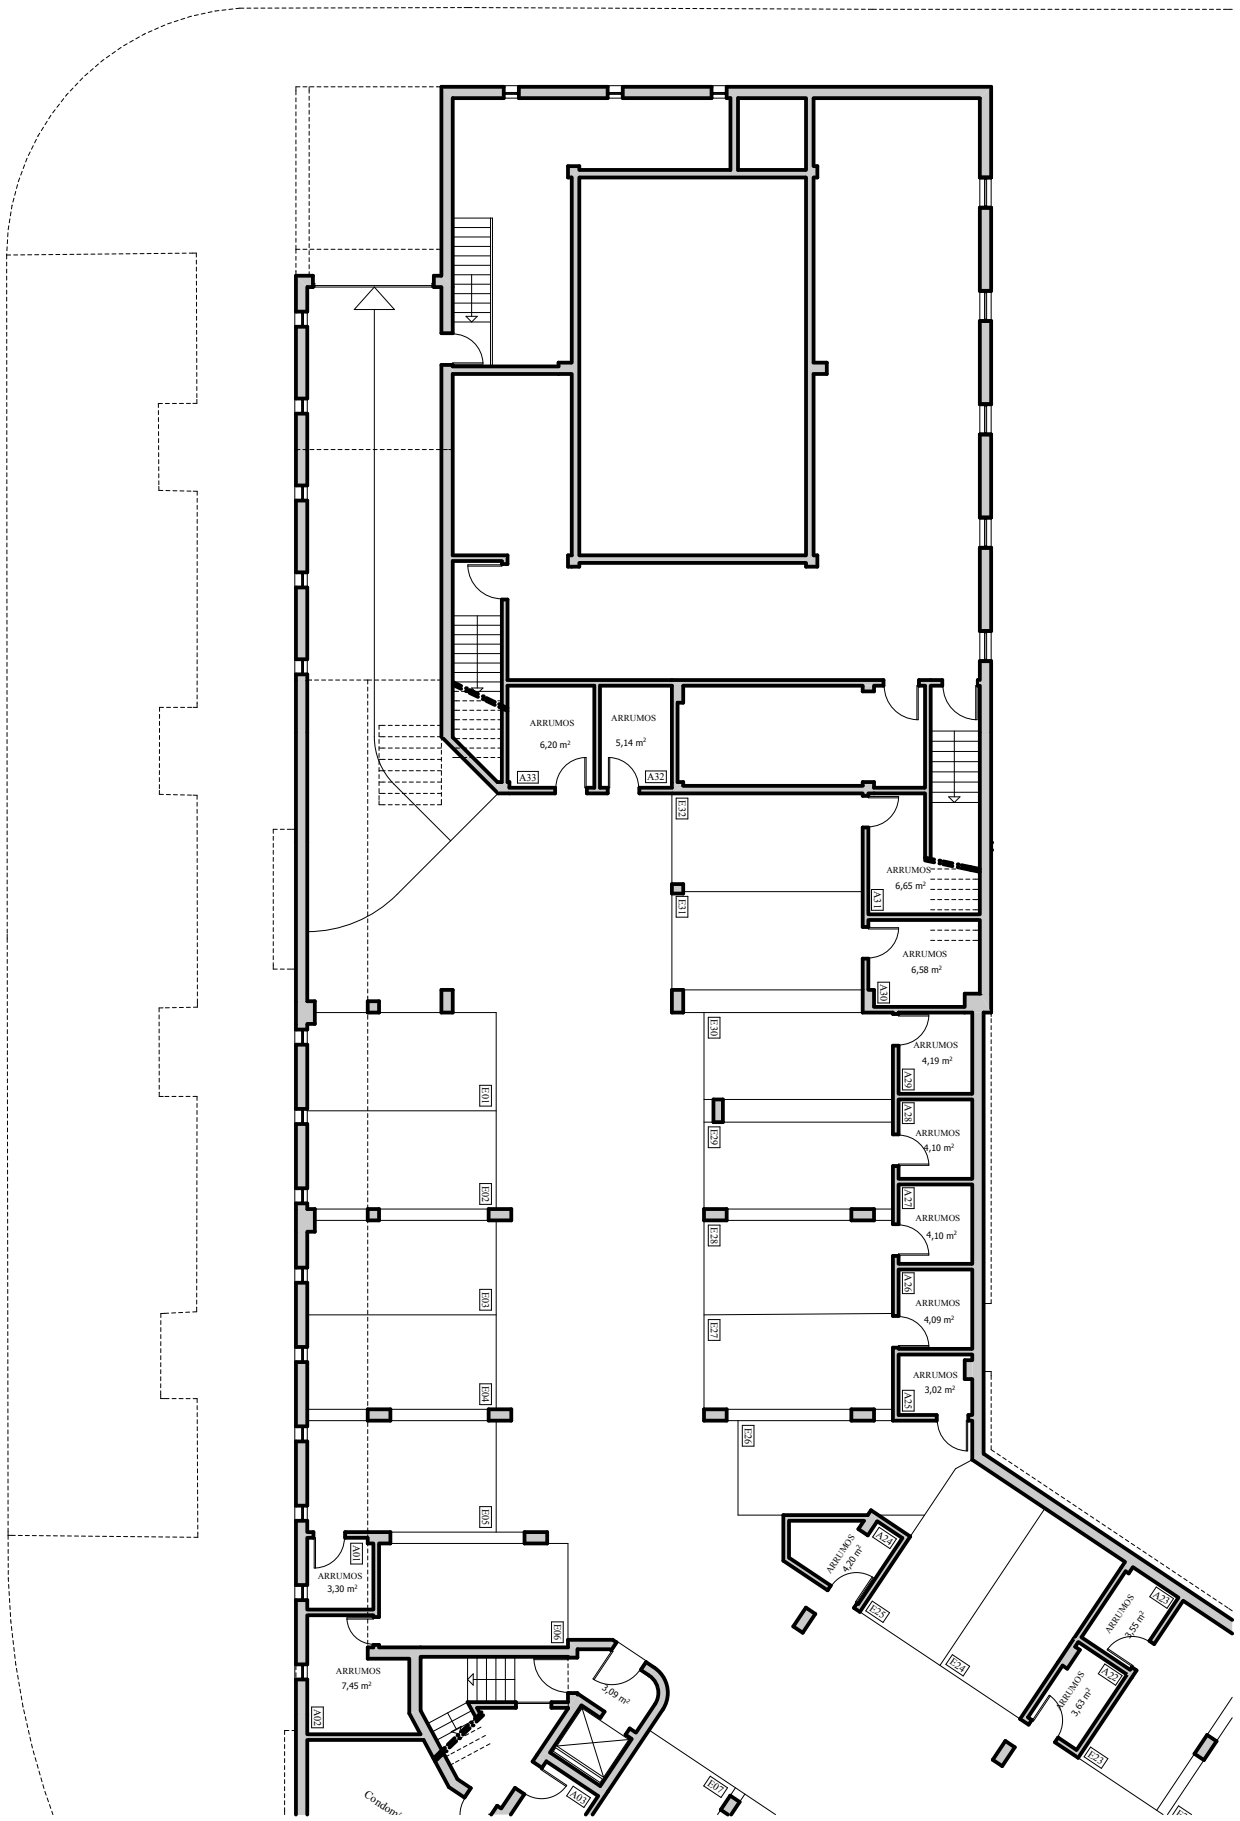 ARRUMOS
6,20 m²
A33
ARRUMOS
5,14 m²
A32
E32
E31
ARRUMOS
6,65 m²
A31
ARRUMOS
6,58 m²
A30
E30
ARRUMOS
4,19 m²
A29
E01
E29
A28
ARRUMOS
4,10 m²
E02
A27
ARRUMOS
4,10 m²
E28
A26
ARRUMOS
4,09 m²
E03
E27
ARRUMOS
3,02 m²
A25
E04
E26
E05
A01
ARRUMOS
3,30 m²
A24
ARRUMOS
4,20 m²
E25
E06
E24
A23
ARRUMOS
3,55 m²
A22
ARRUMOS
3,63 m²
E23
ARRUMOS
7,45 m²
A02
3,09 m²
E07
A03